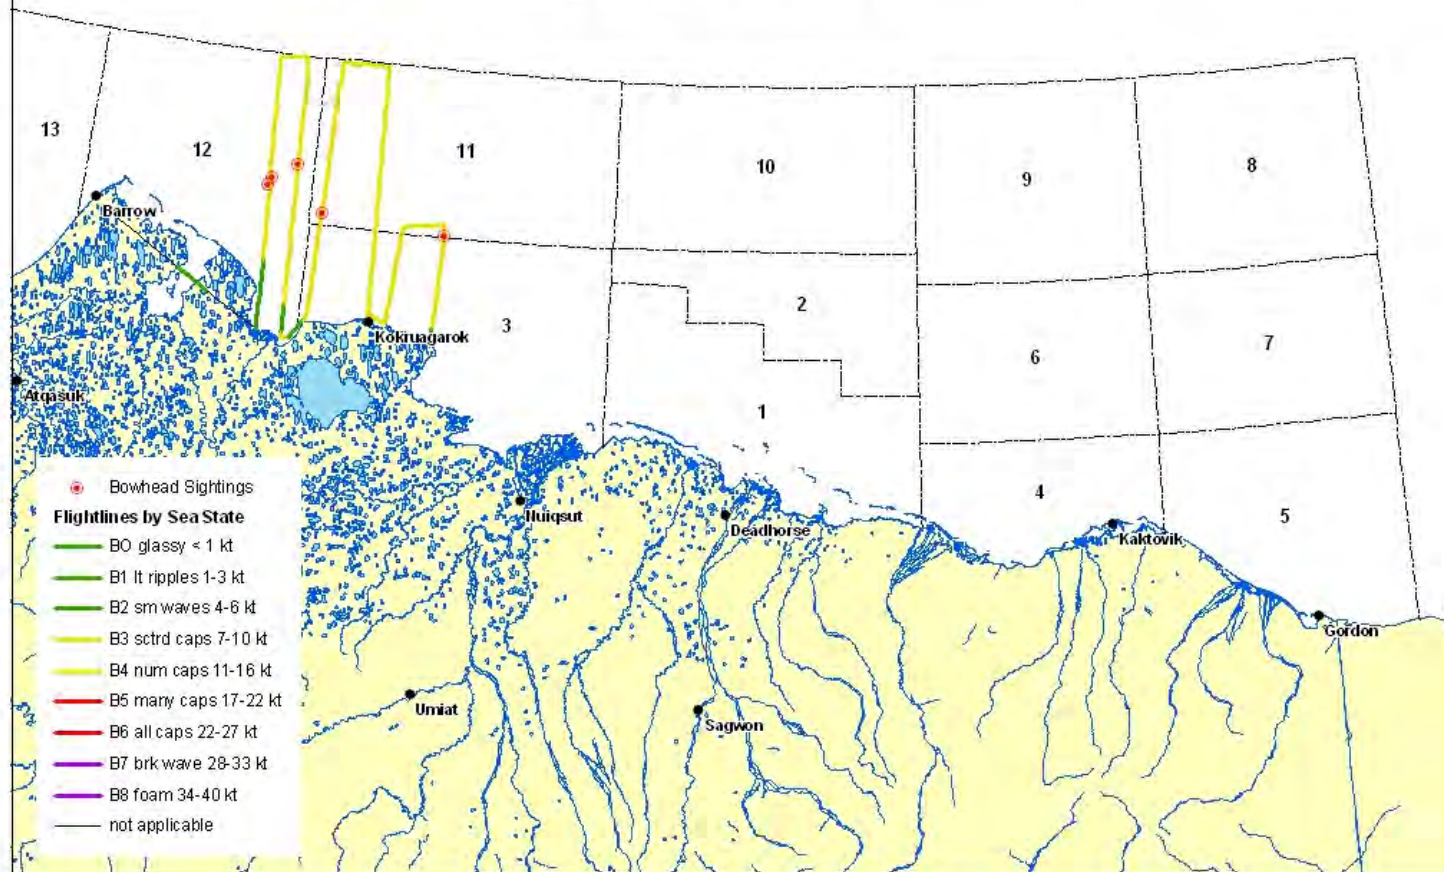 13
12
11
10
9
8
Barrow
2
3
Kokruagarok
6
7
Atqasuk
1
Bowhead Sightings
4
Flightlines by Sea State
Nuiqsut
Deadhorse
5
Kaktovik
B0 glassy < 1 kt
B1 lt ripples 1-3 kt
B2 sm waves 4-6 kt
B3 sctrd caps 7-10 kt
Gordon
B4 num caps 11-16 kt
B5 many caps 17-22 kt
Umiat
Sagwon
B6 all caps 22-27 kt
B7 brk wave 28-33 kt
B8 foam 34-40 kt
not applicable